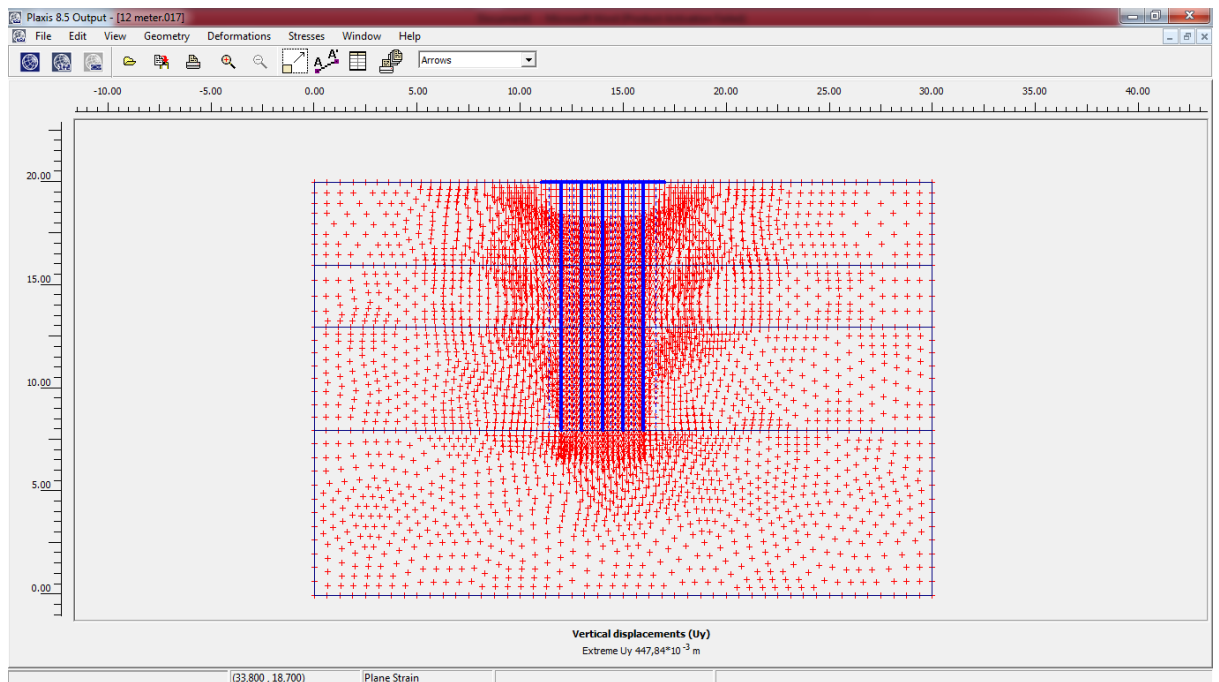 Plaxis 8.5 Output - [12 meter.017]
File Edit View Geometry Deformations Stresses Window Help
Arrows
-10.00 -5.00 0.00 5.00 10.00 15.00 20.00 25.00 30.00 35.00 40.00
20.00
15.00
10.00
5.00
0.00
Vertical displacements (Uy)
Extreme Uy 447,84*10⁻³ m
(33.800 , 18.700) Plane Strain